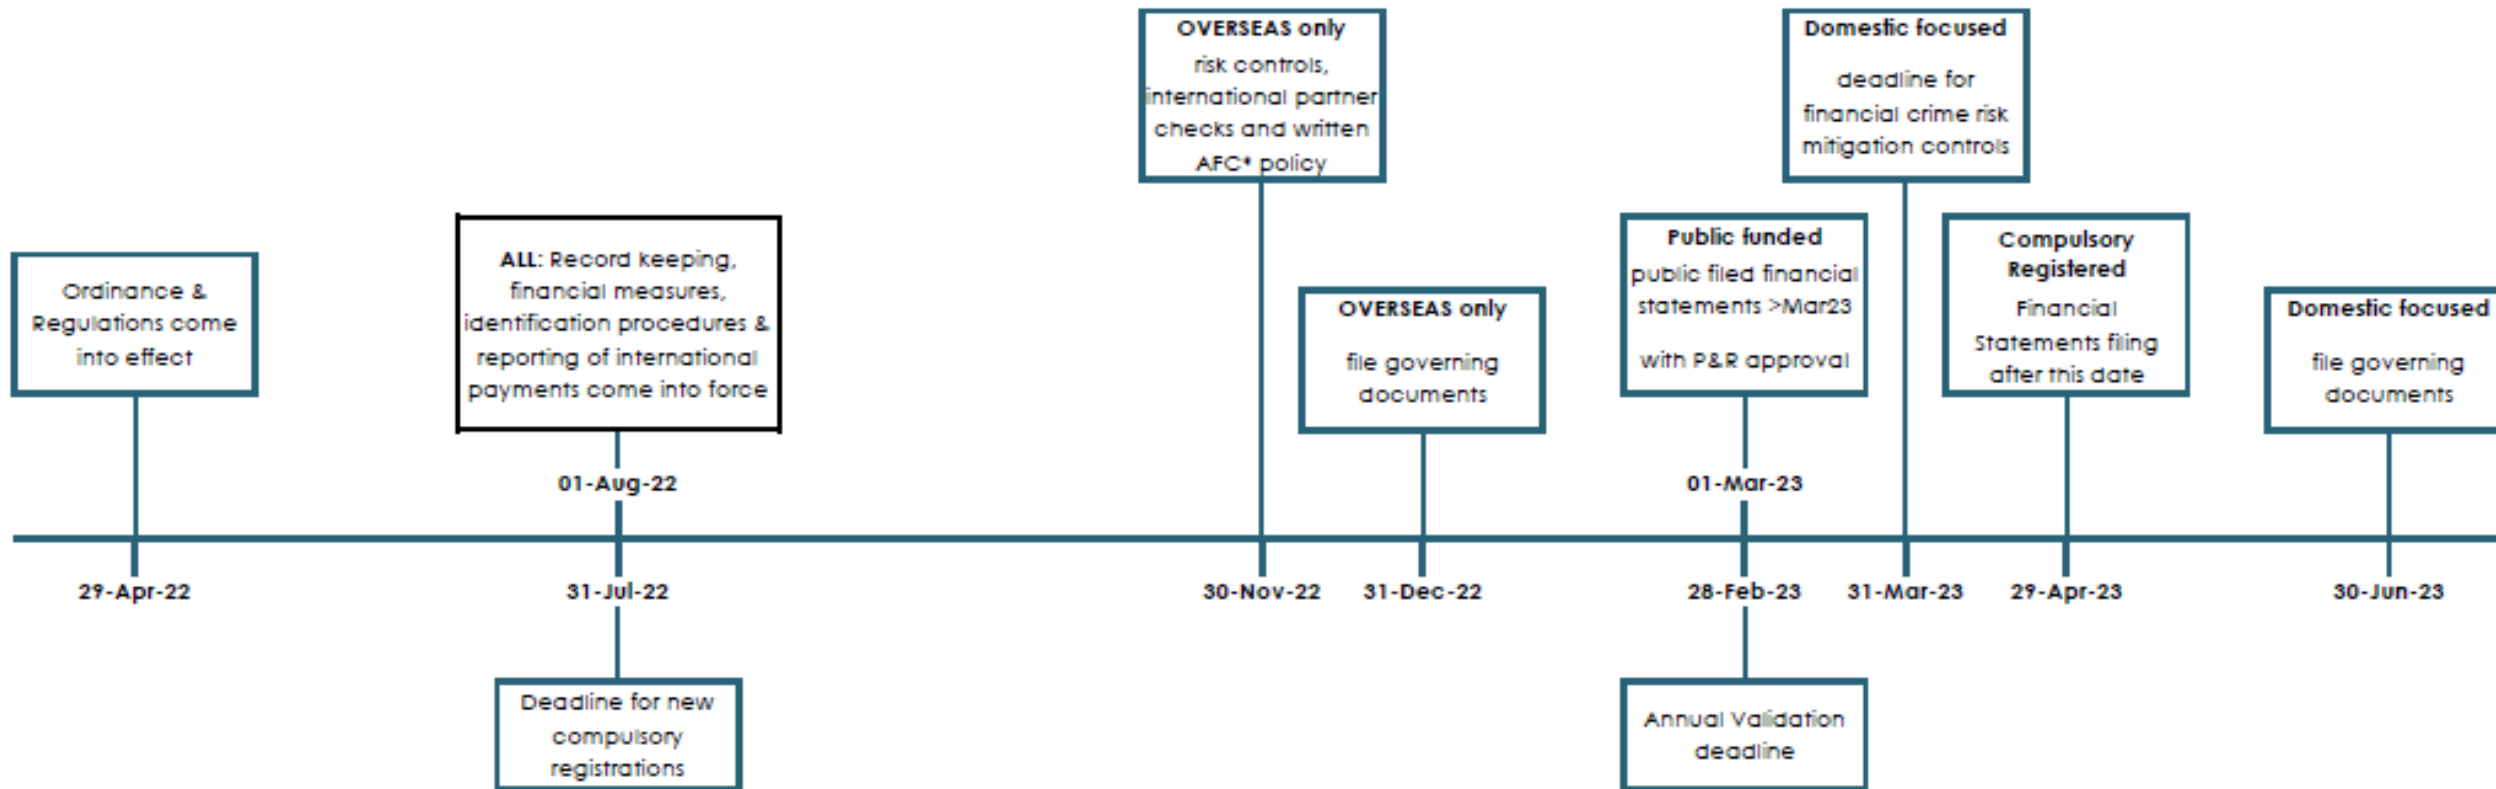 OVERSEAS only
risk controls,
international partner
checks and written
AFC* policy
Domestic focused
deadline for
financial crime risk
mitigation controls
Ordinance &
Regulations come
into effect
ALL: Record keeping,
financial measures,
identification procedures &
reporting of international
payments come into force
OVERSEAS only
file governing
documents
Public funded
public filed financial
statements >Mar23
with P&R approval
Compulsory
Registered
Financial
Statements filing
after this date
Domestic focused
file governing
documents
01-Aug-22
01-Mar-23
29-Apr-22
31-Jul-22
30-Nov-22
31-Dec-22
28-Feb-23
31-Mar-23
29-Apr-23
30-Jun-23
Deadline for new
compulsory
registrations
Annual Validation
deadline